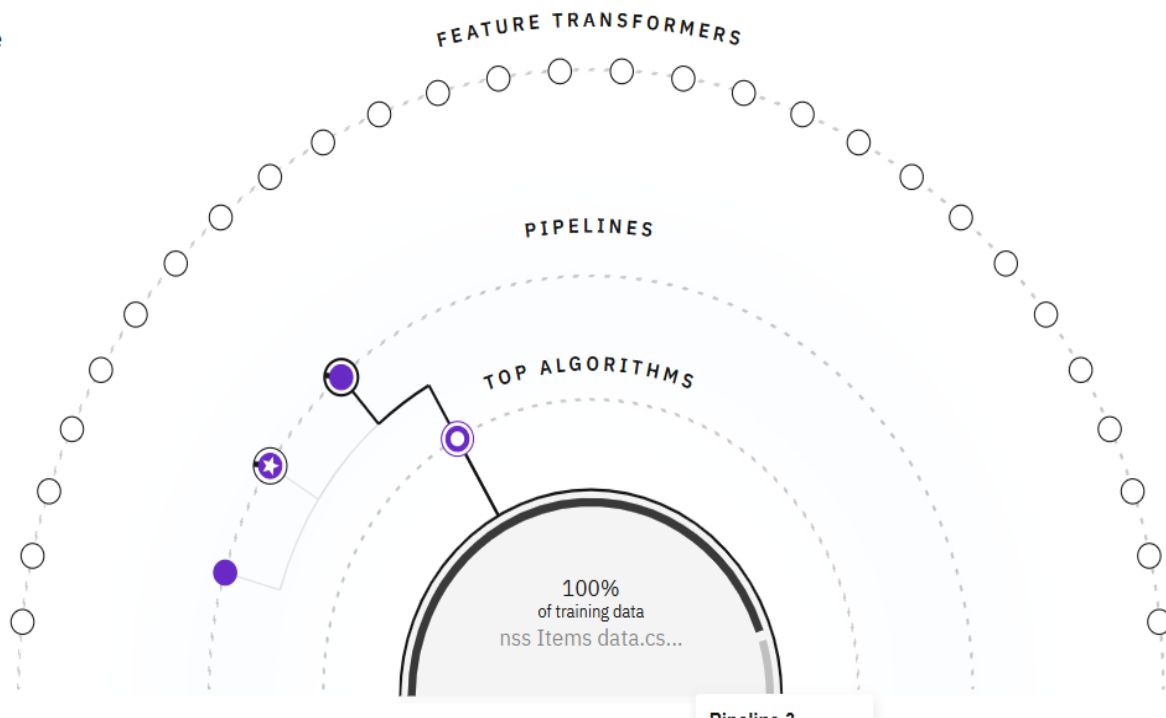 FEATURE TRANSFORMERS
PIPELINES
TOP ALGORITHMS
100%
of training data
nss Items data.cs...